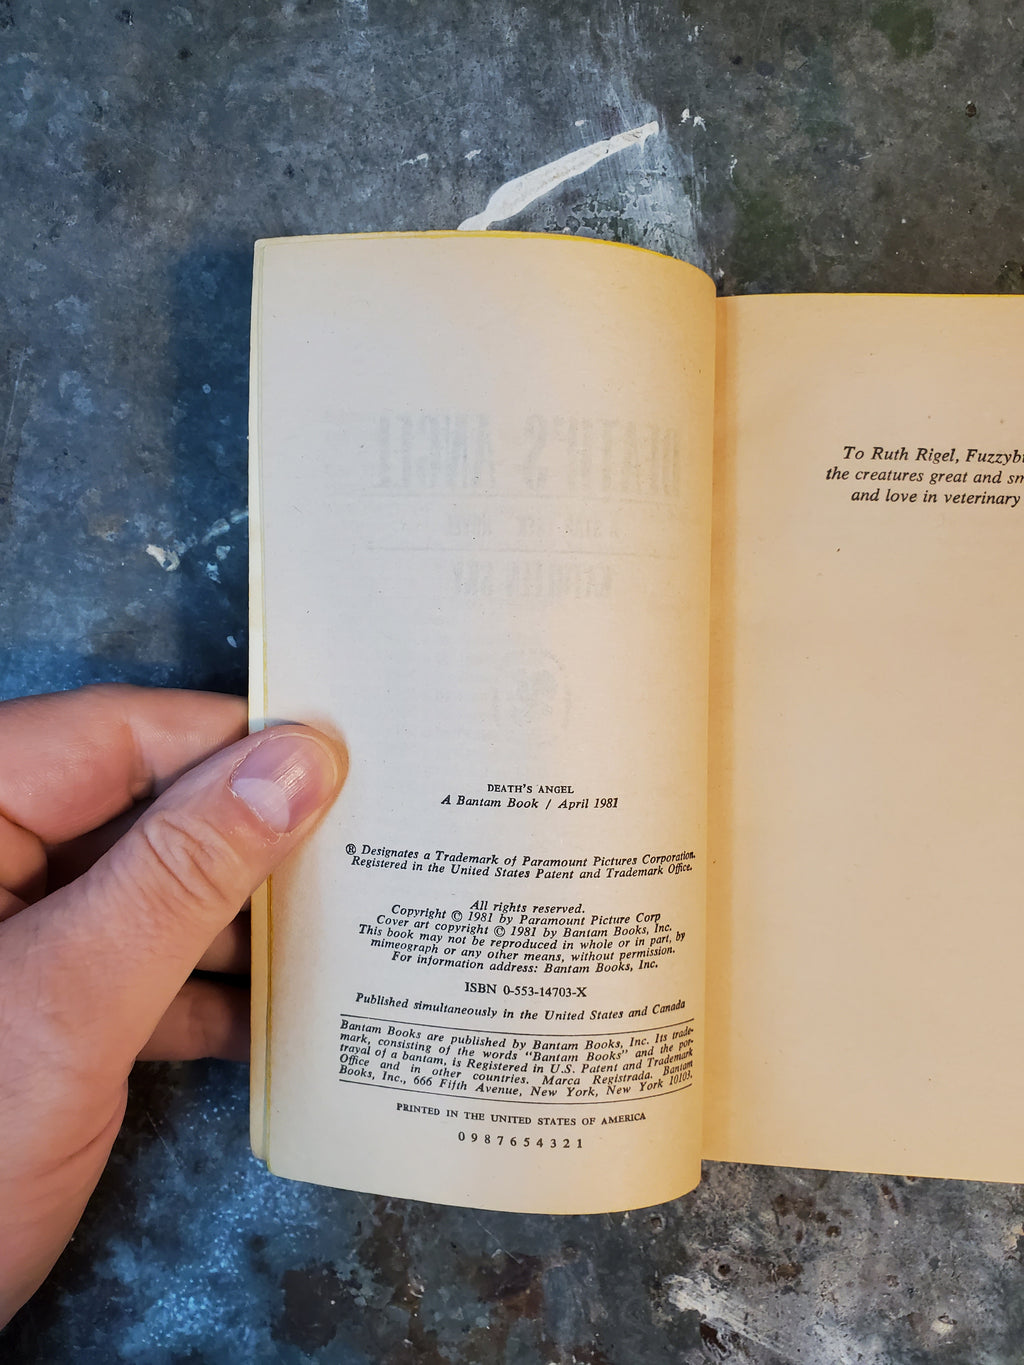 DEATH'S ANGEL
A Bantam Book / April 1981
® Designates a Trademark of Paramount Pictures Corporation.
Registered in the United States Patent and Trademark Office.
All rights reserved.
Copyright © 1981 by Paramount Picture Corp
Cover art copyright © 1981 by Bantam Books, Inc.
This book may not be reproduced in whole or in part, by
mimeograph or any other means, without permission.
For information address: Bantam Books, Inc.
ISBN 0-553-14703-X
Published simultaneously in the United States and Canada
Bantam Books are published by Bantam Books, Inc. Its trade-
mark, consisting of the words "Bantam Books" and the por-
trayal of a bantam, is Registered in U.S. Patent and Trademark
Office and in other countries. Marca Registrada. Bantam
Books, Inc., 666 Fifth Avenue, New York, New York 10103.
PRINTED IN THE UNITED STATES OF AMERICA
0 9 8 7 6 5 4 3 2 1
To Ruth Rigel,
the creatures great and
and love in veterinary